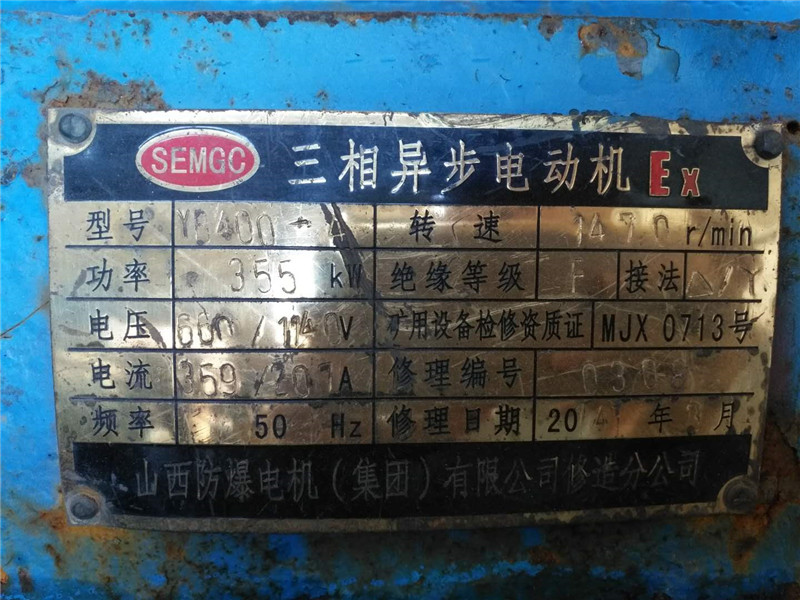 SEMGC 三相异步电动机 Ex
型号 YB400-4 转速 1470 r/min
功率 355 kW 绝缘等级 F 接法 △/Y
电压 660/1140V 矿用设备检修资质证 MJX 0713号
电流 359/207A 修理编号
频率 50 Hz 修理日期 20 年 月
山西防爆电机(集团)有限公司修造分公司